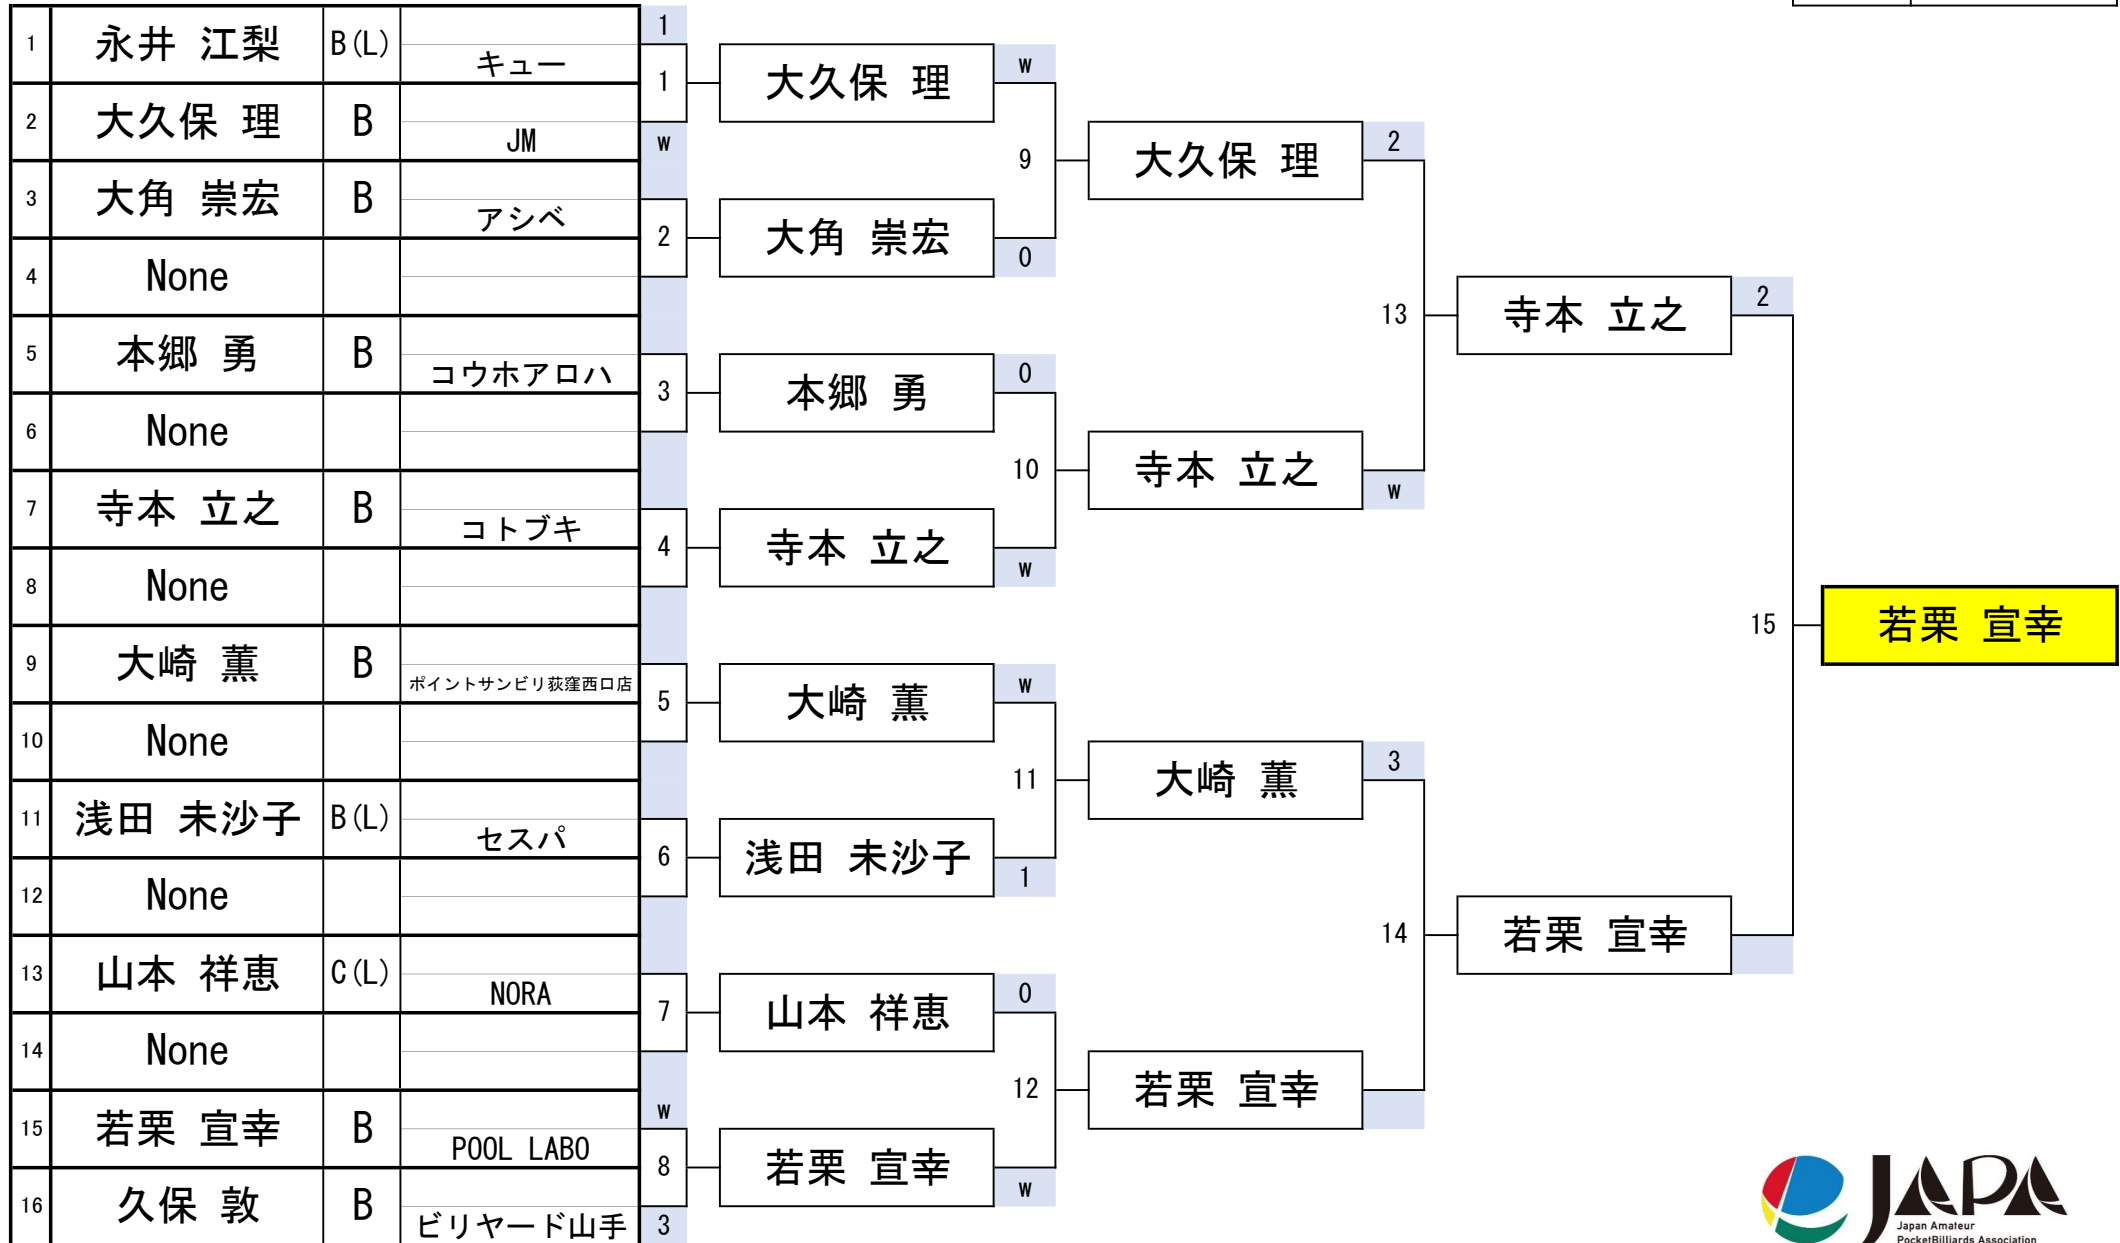 1 永井 江梨 B(L) キュー 1
2 大久保 理 B JM w
3 大角 崇宏 B アシベ
4 None
5 本郷 勇 B コウホアロハ
6 None
7 寺本 立之 B コトブキ
8 None
9 大崎 薫 B ポイントサンビリ荻窪西口店
10 None
11 浅田 未沙子 B(L) セスパ
12 None
13 山本 祥恵 C(L) NORA
14 None
15 若栗 宣幸 B POOL LABO w
16 久保 敦 B ビリヤード山手 3
1 大久保 理 w
2 大角 崇宏 0
3 本郷 勇 0
4 寺本 立之 w
5 大崎 薫 w
6 浅田 未沙子 1
7 山本 祥恵 0
8 若栗 宣幸 w
9 大久保 理 2
10 寺本 立之 w
11 大崎 薫 3
12 若栗 宣幸
13 寺本 立之 2
14 若栗 宣幸
15 若栗 宣幸
JAPA
Japan Amateur
PocketBilliards Association